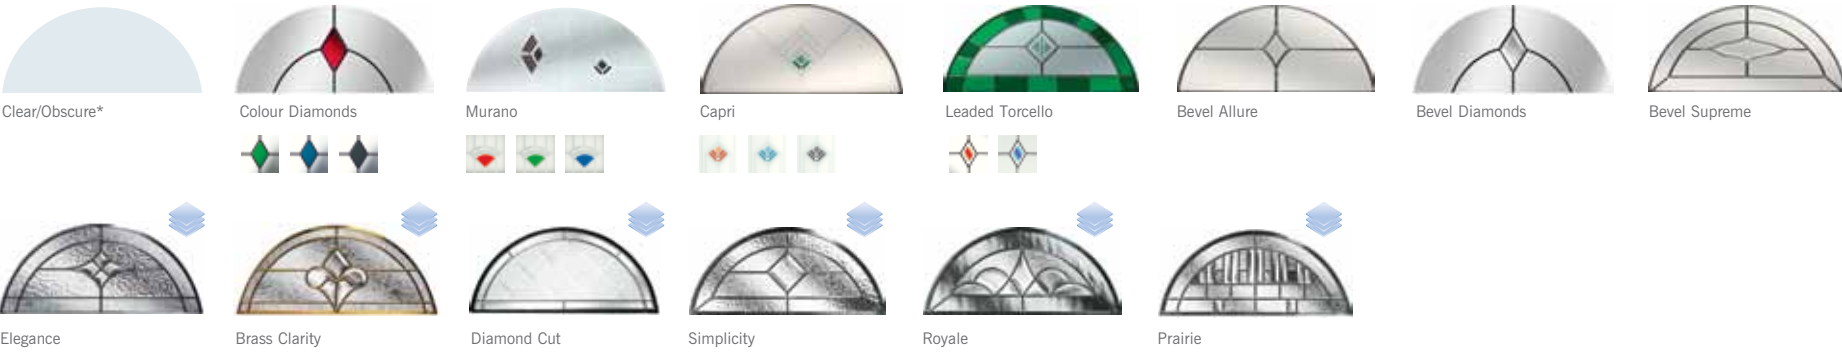 Clear/Obscure*
Colour Diamonds
Murano
Capri
Leaded Torcello
Bevel Allure
Bevel Diamonds
Bevel Supreme
Elegance
Brass Clarity
Diamond Cut
Simplicity
Royale
Prairie